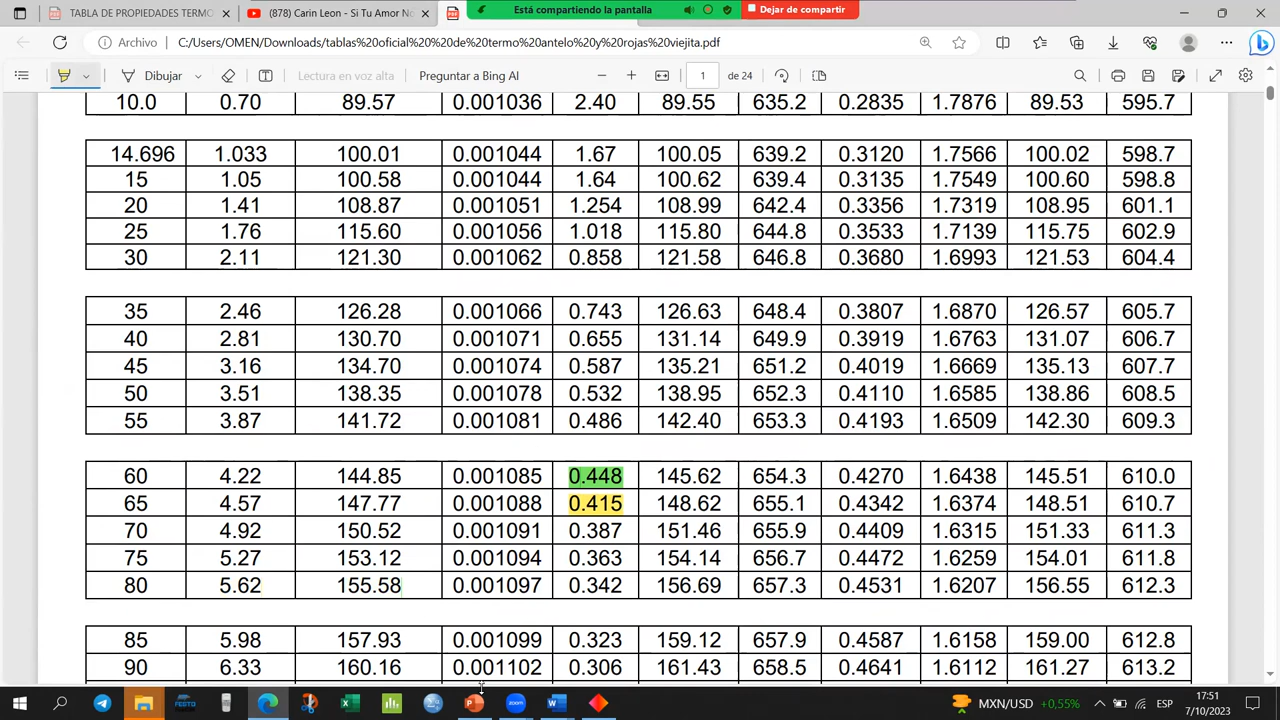 TABLA DE PROPIEDADES TERMO
(878) Carin Leon - Si Tu Amor No
Está compartiendo la pantalla
Dejar de compartir
Archivo
C:/Users/OMEN/Downloads/tablas%20oficial%20%20de%20termo%20antelo%20y%20rojas%20viejita.pdf
Dibujar
Lectura en voz alta
Preguntar a Bing AI
1
de 24
10.0 0.70 89.57 0.001036 2.40 89.55 635.2 0.2835 1.7876 89.53 595.7
14.696 1.033 100.01 0.001044 1.67 100.05 639.2 0.3120 1.7566 100.02 598.7
15 1.05 100.58 0.001044 1.64 100.62 639.4 0.3135 1.7549 100.60 598.8
20 1.41 108.87 0.001051 1.254 108.99 642.4 0.3356 1.7319 108.95 601.1
25 1.76 115.60 0.001056 1.018 115.80 644.8 0.3533 1.7139 115.75 602.9
30 2.11 121.30 0.001062 0.858 121.58 646.8 0.3680 1.6993 121.53 604.4
35 2.46 126.28 0.001066 0.743 126.63 648.4 0.3807 1.6870 126.57 605.7
40 2.81 130.70 0.001071 0.655 131.14 649.9 0.3919 1.6763 131.07 606.7
45 3.16 134.70 0.001074 0.587 135.21 651.2 0.4019 1.6669 135.13 607.7
50 3.51 138.35 0.001078 0.532 138.95 652.3 0.4110 1.6585 138.86 608.5
55 3.87 141.72 0.001081 0.486 142.40 653.3 0.4193 1.6509 142.30 609.3
60 4.22 144.85 0.001085 0.448 145.62 654.3 0.4270 1.6438 145.51 610.0
65 4.57 147.77 0.001088 0.415 148.62 655.1 0.4342 1.6374 148.51 610.7
70 4.92 150.52 0.001091 0.387 151.46 655.9 0.4409 1.6315 151.33 611.3
75 5.27 153.12 0.001094 0.363 154.14 656.7 0.4472 1.6259 154.01 611.8
80 5.62 155.58 0.001097 0.342 156.69 657.3 0.4531 1.6207 156.55 612.3
85 5.98 157.93 0.001099 0.323 159.12 657.9 0.4587 1.6158 159.00 612.8
90 6.33 160.16 0.001102 0.306 161.43 658.5 0.4641 1.6112 161.27 613.2
FESTO
zoom
MXN/USD
+0,55%
ESP
17:51
7/10/2023